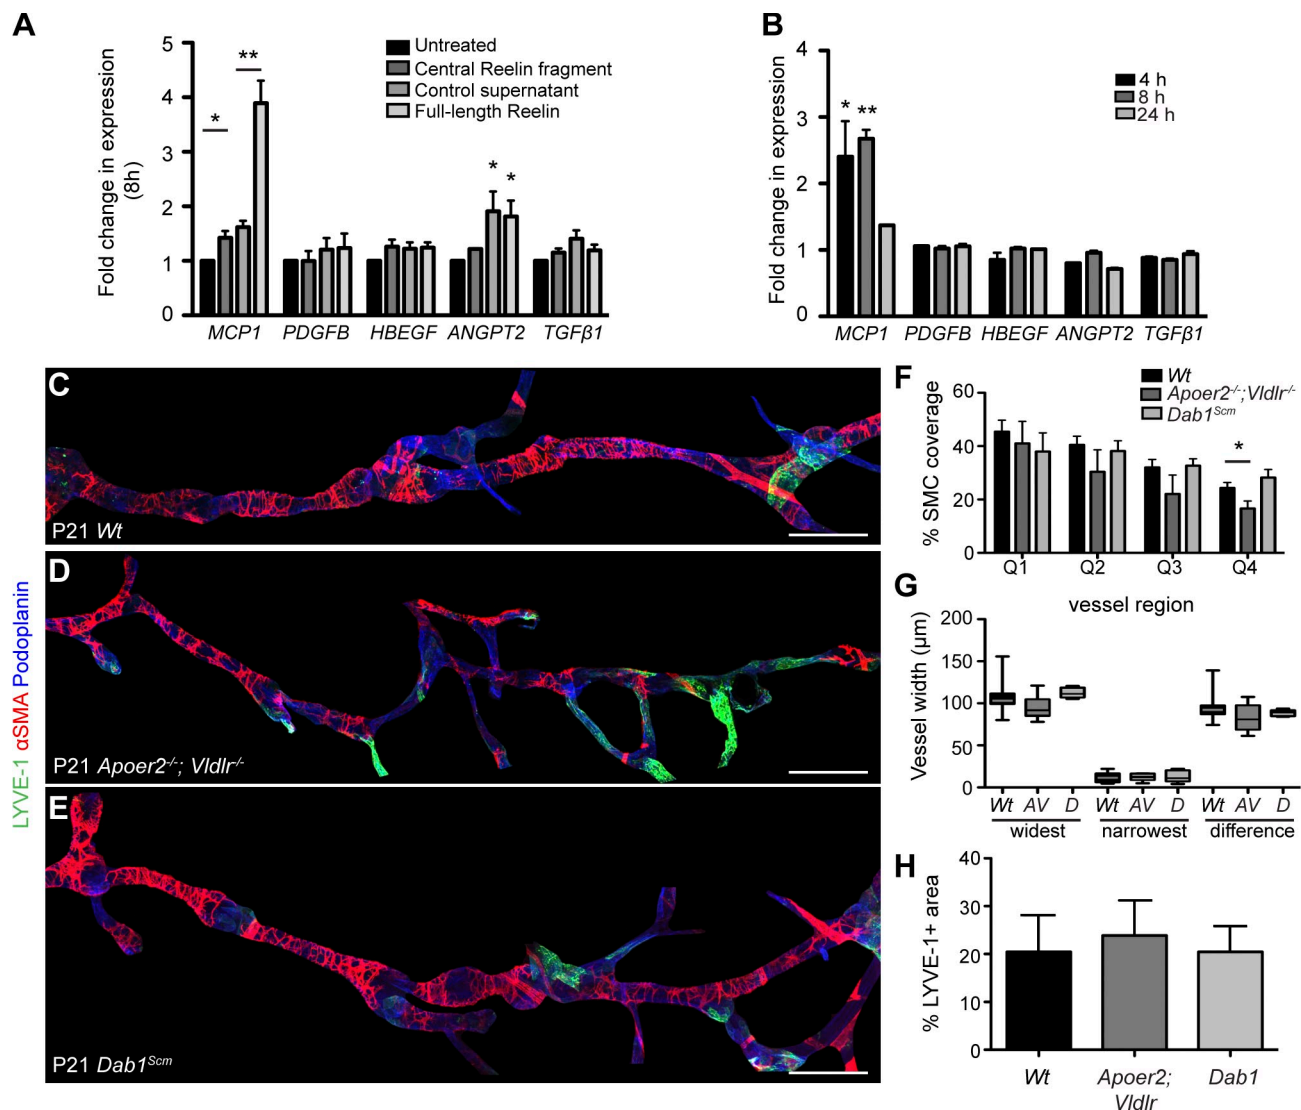 A
Fold change in expression
(8h)
5
4
3
2
1
0
Untreated
Central Reelin fragment
Control supernatant
Full-length Reelin
*
**
*
*
MCP1 PDGFB HBEGF ANGPT2 TGFβ1
B
Fold change in expression
4
3
2
1
0
4 h
8 h
24 h
* **
MCP1 PDGFB HBEGF ANGPT2 TGFβ1
LYVE-1 αSMA Podoplanin
C
P21 Wt
D
P21 Apoer2-/-; Vldlr-/-
E
P21 Dab1Scm
F
% SMC coverage
60
40
20
0
Wt
Apoer2-/-;Vldlr-/-
Dab1Scm
*
Q1 Q2 Q3 Q4
vessel region
G
Vessel width (µm)
200
150
100
50
0
Wt AV D Wt AV D Wt AV D
widest narrowest difference
H
% LYVE-1+ area
40
30
20
10
0
Wt Apoer2; Dab1
Vldlr